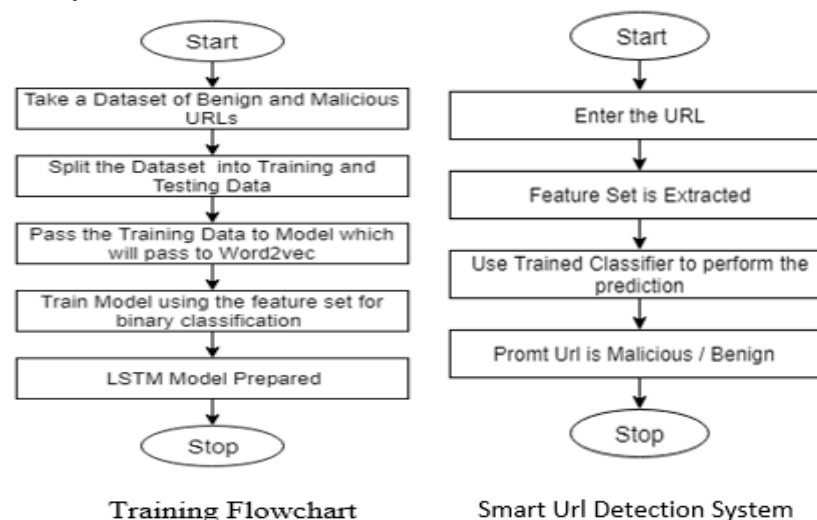 Start
Take a Dataset of Benign and Malicious
URLs
Split the Dataset into Training and
Testing Data
Pass the Training Data to Model which
will pass to Word2vec
Train Model using the feature set for
binary classification
LSTM Model Prepared
Stop
Training Flowchart
Start
Enter the URL
Feature Set is Extracted
Use Trained Classifier to perform the
prediction
Promt Url is Malicious / Benign
Stop
Smart Url Detection System